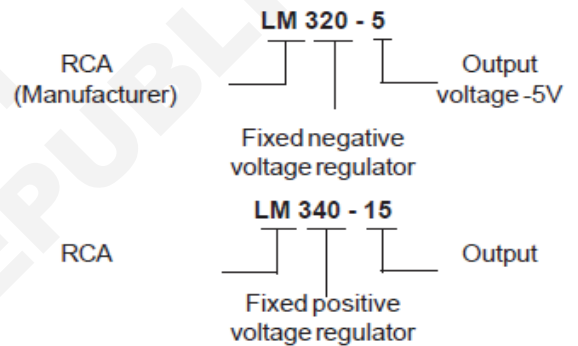 LM 320 - 5
RCA
(Manufacturer)
Output
voltage -5V
Fixed negative
voltage regulator
LM 340 - 15
RCA
Output
Fixed positive
voltage regulator